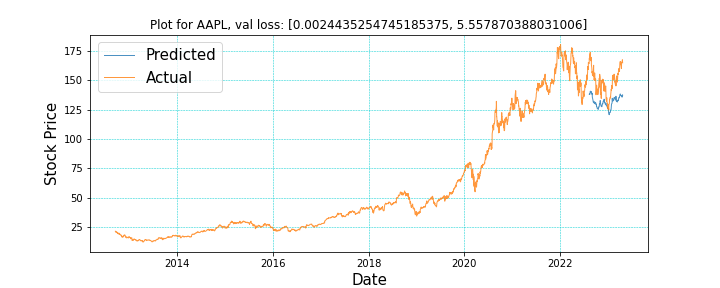 Plot for AAPL, val loss: [0.0024435254745185375, 5.557870388031006]
Predicted
Actual
Stock Price
175
150
125
100
75
50
25
2014
2016
2018
2020
2022
Date